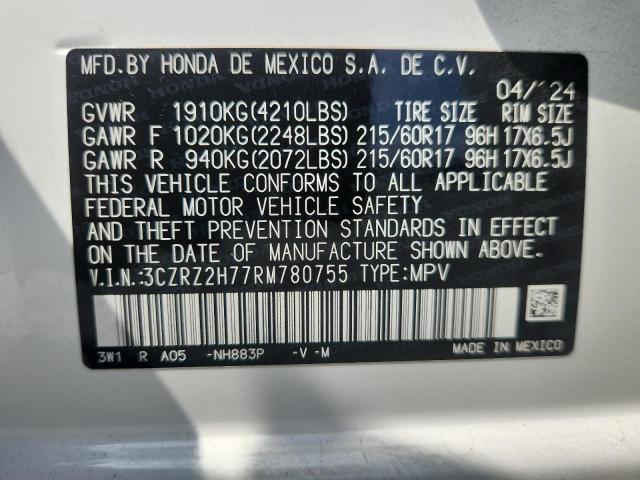 MFD. BY HONDA DE MEXICO S.A. DE C.V.
04/'24
GVWR 1910KG(4210LBS) TIRE SIZE RIM SIZE
GAWR F 1020KG(2248LBS) 215/60R17 96H 17X6.5J
GAWR R 940KG(2072LBS) 215/60R17 96H 17X6.5J
THIS VEHICLE CONFORMS TO ALL APPLICABLE
FEDERAL MOTOR VEHICLE SAFETY
AND THEFT PREVENTION STANDARDS IN EFFECT
ON THE DATE OF MANUFACTURE SHOWN ABOVE.
V.I.N.:3CZRZ2H77RM780755 TYPE:MPV
3W1 R A05 -NH883P -V -M MADE IN MEXICO